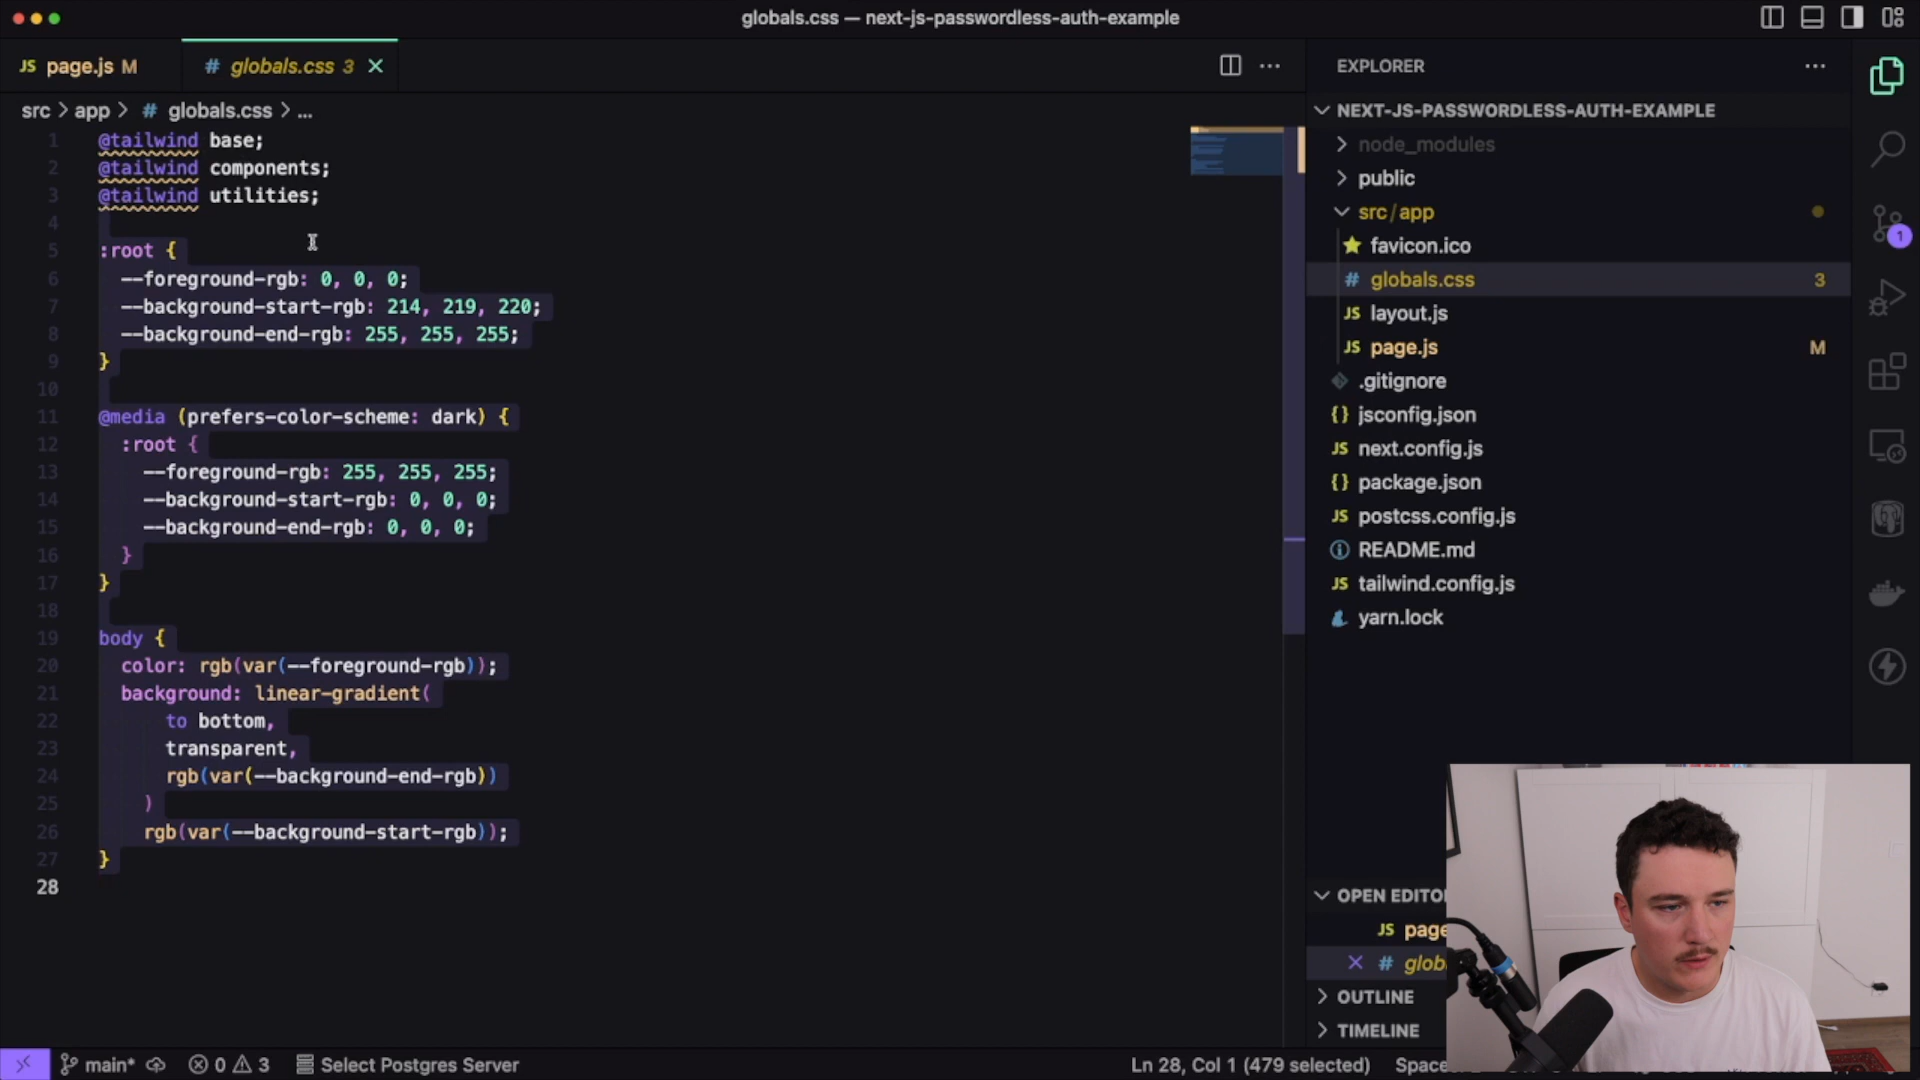 globals.css — next-js-passwordless-auth-example
JS page.js M
# globals.css 3
src > app > # globals.css > ...
1 @tailwind base;
2 @tailwind components;
3 @tailwind utilities;
4
5 :root {
6 --foreground-rgb: 0, 0, 0;
7 --background-start-rgb: 214, 219, 220;
8 --background-end-rgb: 255, 255, 255;
9 }
10
11 @media (prefers-color-scheme: dark) {
12 :root {
13 --foreground-rgb: 255, 255, 255;
14 --background-start-rgb: 0, 0, 0;
15 --background-end-rgb: 0, 0, 0;
16 }
17 }
18
19 body {
20 color: rgb(var(--foreground-rgb));
21 background: linear-gradient(
22 to bottom,
23 transparent,
24 rgb(var(--background-end-rgb))
25 )
26 rgb(var(--background-start-rgb));
27 }
28
EXPLORER
NEXT-JS-PASSWORDLESS-AUTH-EXAMPLE
node_modules
public
src/app
favicon.ico
# globals.css 3
JS layout.js
JS page.js M
.gitignore
{} jsconfig.json
JS next.config.js
{} package.json
JS postcss.config.js
README.md
JS tailwind.config.js
yarn.lock
1
OPEN EDITO
JS page
# glob
OUTLINE
TIMELINE
main* 0 3 Select Postgres Server
Ln 28, Col 1 (479 selected)